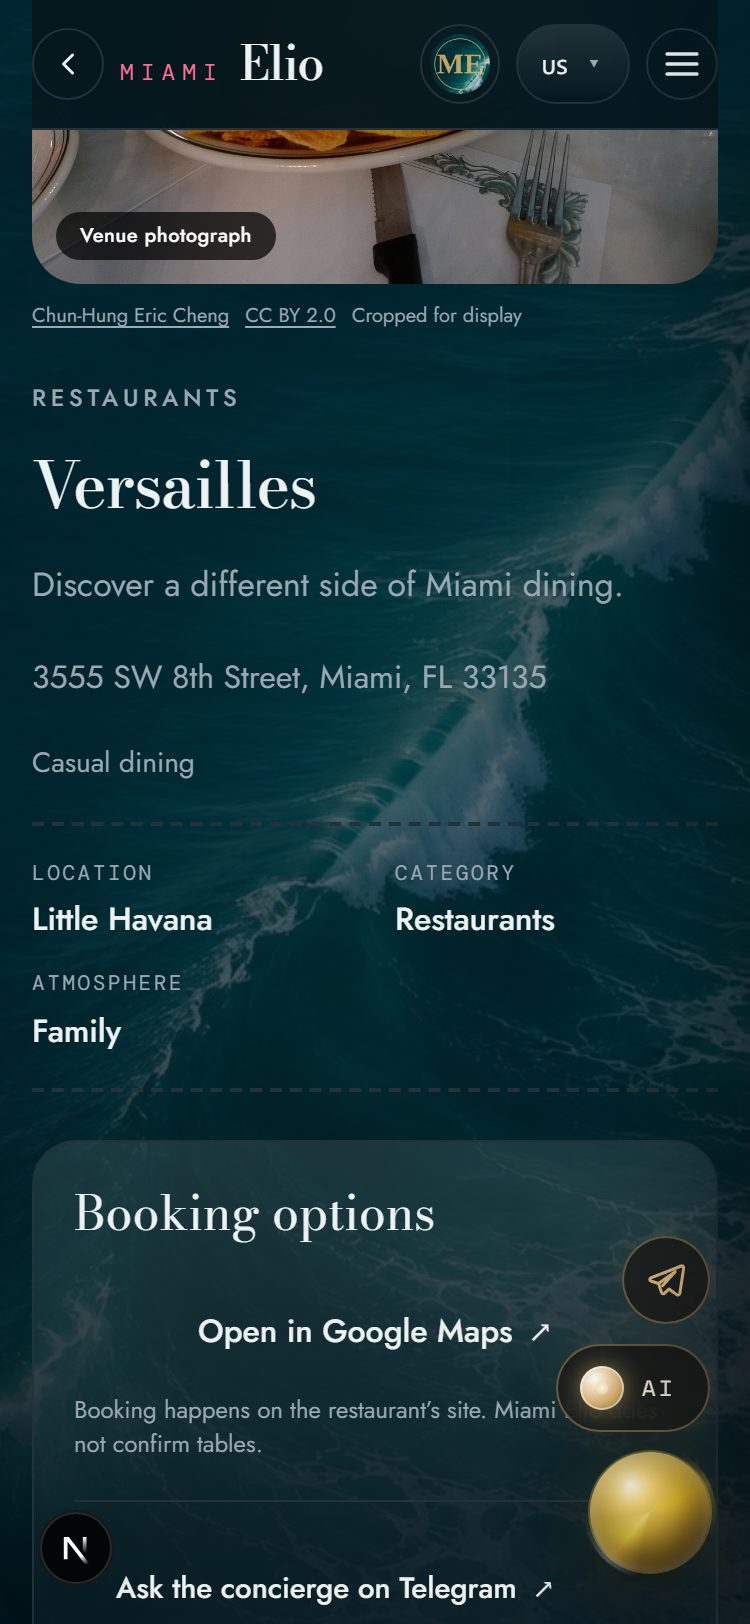 MIAMI Elio
ME
US
Venue photograph
Chun-Hung Eric Cheng CC BY 2.0 Cropped for display
RESTAURANTS
Versailles
Discover a different side of Miami dining.
3555 SW 8th Street, Miami, FL 33135
Casual dining
LOCATION
Little Havana
CATEGORY
Restaurants
ATMOSPHERE
Family
Booking options
Open in Google Maps ↗
Booking happens on the restaurant's site. Miami Elio does
not confirm tables.
AI
N
Ask the concierge on Telegram ↗